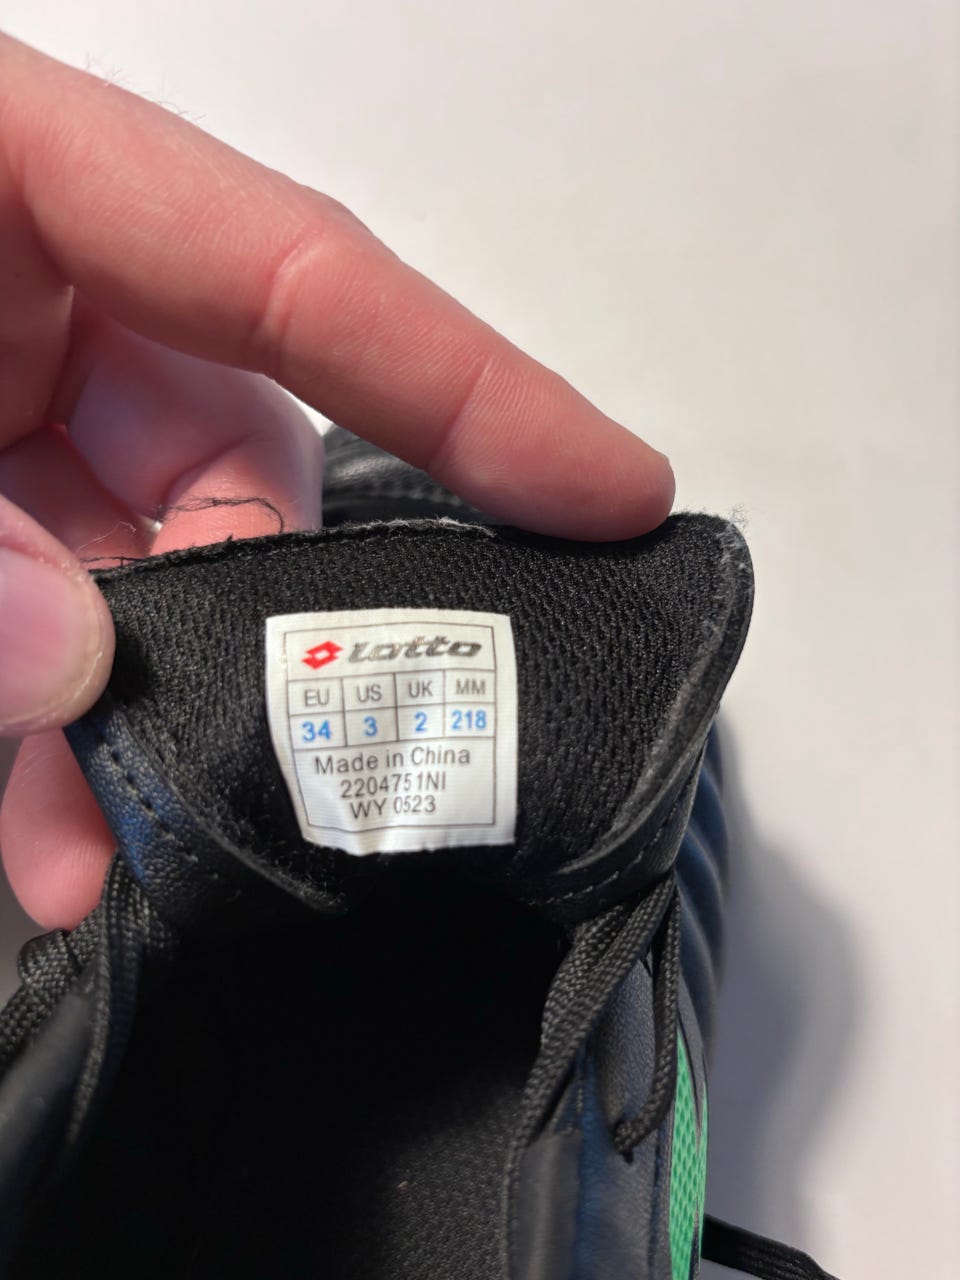 Lotto
EU US UK MM
34 3 2 218
Made in China
2204751NI
WY 0523